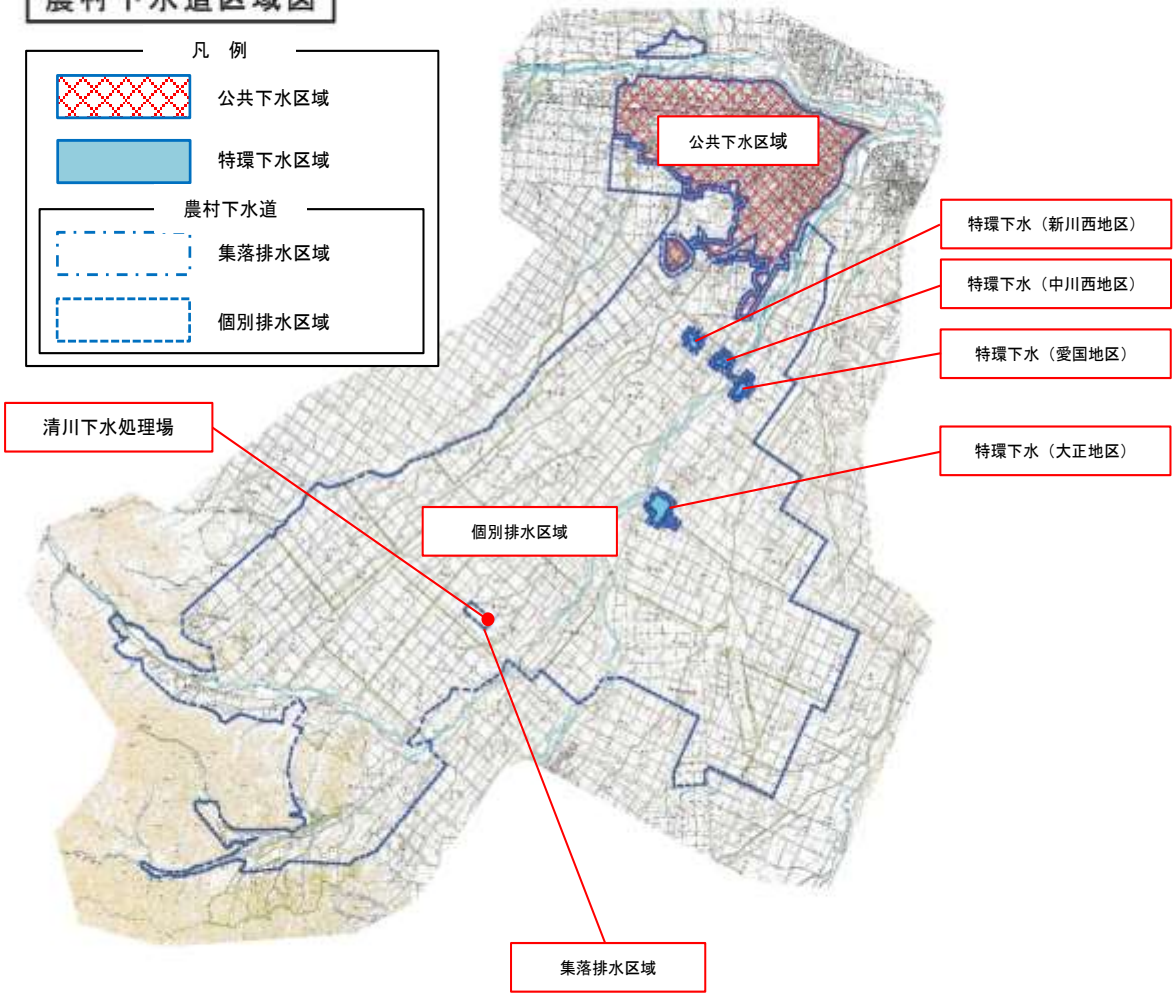 農村下水道区域図
凡 例
公共下水区域
特環下水区域
農村下水道
集落排水区域
個別排水区域
公共下水区域
特環下水（新川西地区）
特環下水（中川西地区）
特環下水（愛国地区）
清川下水処理場
特環下水（大正地区）
個別排水区域
集落排水区域